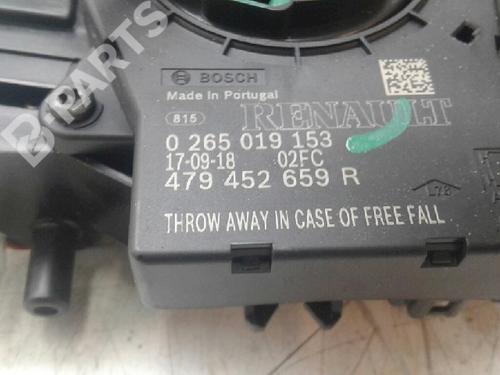 B-PARTS
BOSCH
Made in Portugal
RENAULT
815
0 265 019 153
17-09-18 02FC
479 452 659 R
L78
THROW AWAY IN CASE OF FREE FALL